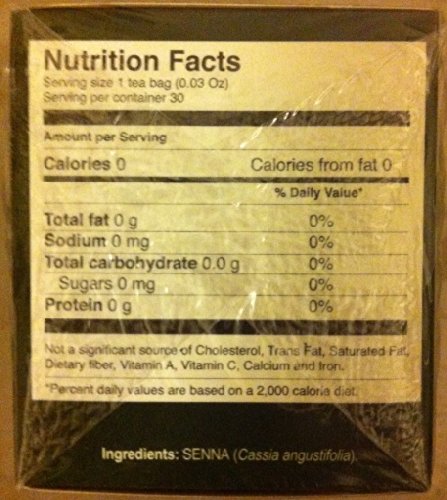 Nutrition Facts
Serving size 1 tea bag (0.03 Oz)
Serving per container 30
Amount per Serving
Calories 0 Calories from fat 0
% Daily Value*
Total fat 0 g 0%
Sodium 0 mg 0%
Total carbohydrate 0.0 g 0%
Sugars 0 mg 0%
Protein 0 g 0%
Not a significant source of Cholesterol, Trans Fat, Saturated Fat,
Dietary fiber, Vitamin A, Vitamin C, Calcium and Iron.
*Percent daily values are based on a 2,000 calorie diet.
Ingredients: SENNA (Cassia angustifolia).